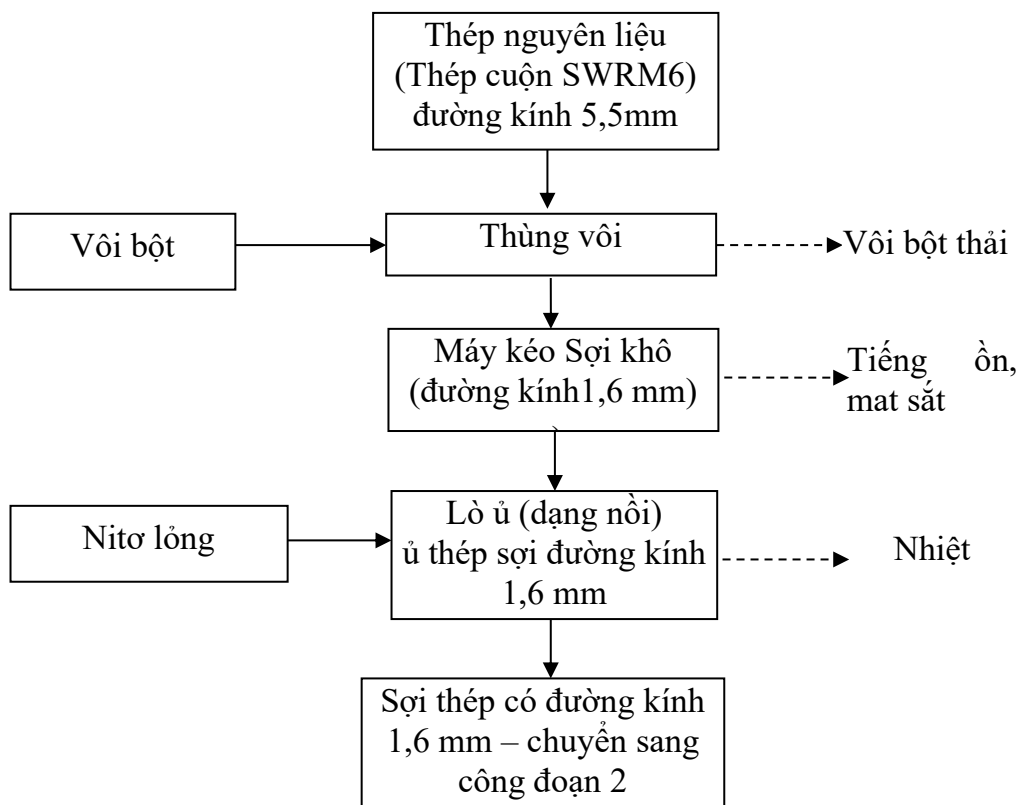 Thép nguyên liệu
(Thép cuộn SWRM6)
đường kính 5,5mm
Vôi bột
Thùng vôi
Vôi bột thải
Máy kéo Sợi khô
(đường kính1,6 mm)
Tiếng ồn,
mat sắt
Nitơ lỏng
Lò ủ (dạng nồi)
ủ thép sợi đường kính
1,6 mm
Nhiệt
Sợi thép có đường kính
1,6 mm – chuyển sang
công đoạn 2